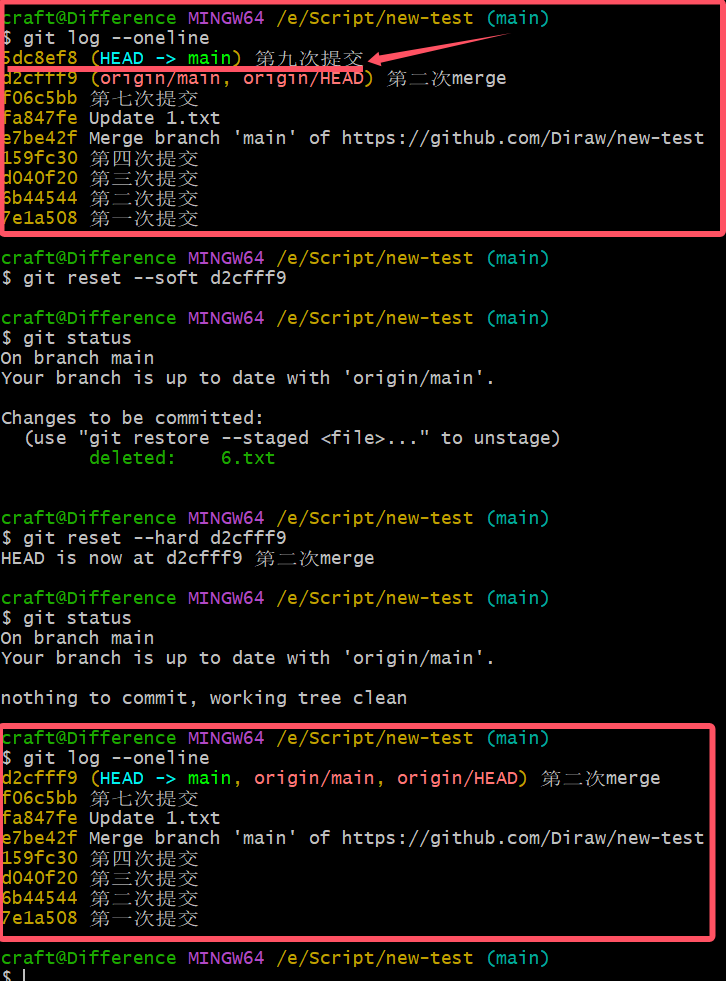 craft@Difference MINGW64 /e/Script/new-test (main)
$ git log --oneline
5dc8ef8 (HEAD -> main) 第九次提交
d2cfff9 (origin/main, origin/HEAD) 第二次merge
f06c5bb 第七次提交
fa847fe Update 1.txt
e7be42f Merge branch 'main' of https://github.com/Diraw/new-test
159fc30 第四次提交
d040f20 第三次提交
6b44544 第二次提交
7e1a508 第一次提交
craft@Difference MINGW64 /e/Script/new-test (main)
$ git reset --soft d2cfff9
craft@Difference MINGW64 /e/Script/new-test (main)
$ git status
On branch main
Your branch is up to date with 'origin/main'.
Changes to be committed:
  (use "git restore --staged <file>..." to unstage)
        deleted:    6.txt
craft@Difference MINGW64 /e/Script/new-test (main)
$ git reset --hard d2cfff9
HEAD is now at d2cfff9 第二次merge
craft@Difference MINGW64 /e/Script/new-test (main)
$ git status
On branch main
Your branch is up to date with 'origin/main'.
nothing to commit, working tree clean
craft@Difference MINGW64 /e/Script/new-test (main)
$ git log --oneline
d2cfff9 (HEAD -> main, origin/main, origin/HEAD) 第二次merge
f06c5bb 第七次提交
fa847fe Update 1.txt
e7be42f Merge branch 'main' of https://github.com/Diraw/new-test
159fc30 第四次提交
d040f20 第三次提交
6b44544 第二次提交
7e1a508 第一次提交
craft@Difference MINGW64 /e/Script/new-test (main)
$